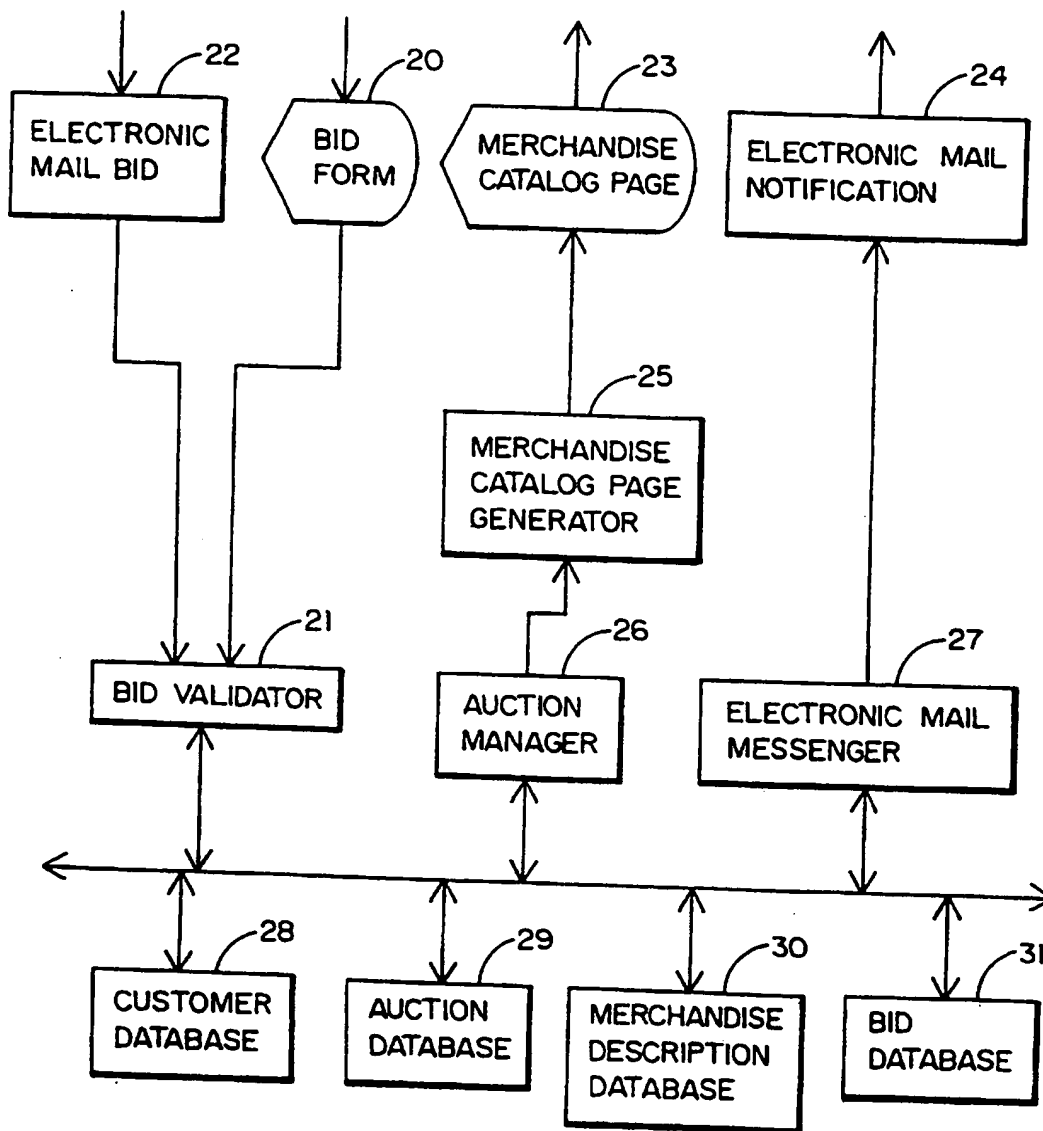 22
ELECTRONIC
MAIL BID
20
BID
FORM
23
MERCHANDISE
CATALOG PAGE
24
ELECTRONIC MAIL
NOTIFICATION
25
MERCHANDISE
CATALOG PAGE
GENERATOR
21
BID VALIDATOR
26
AUCTION
MANAGER
27
ELECTRONIC MAIL
MESSENGER
28
CUSTOMER
DATABASE
29
AUCTION
DATABASE
30
MERCHANDISE
DESCRIPTION
DATABASE
31
BID
DATABASE